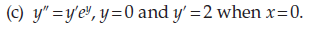 (c) y″ = y′eʸ, y = 0 and y′ = 2 when x = 0.